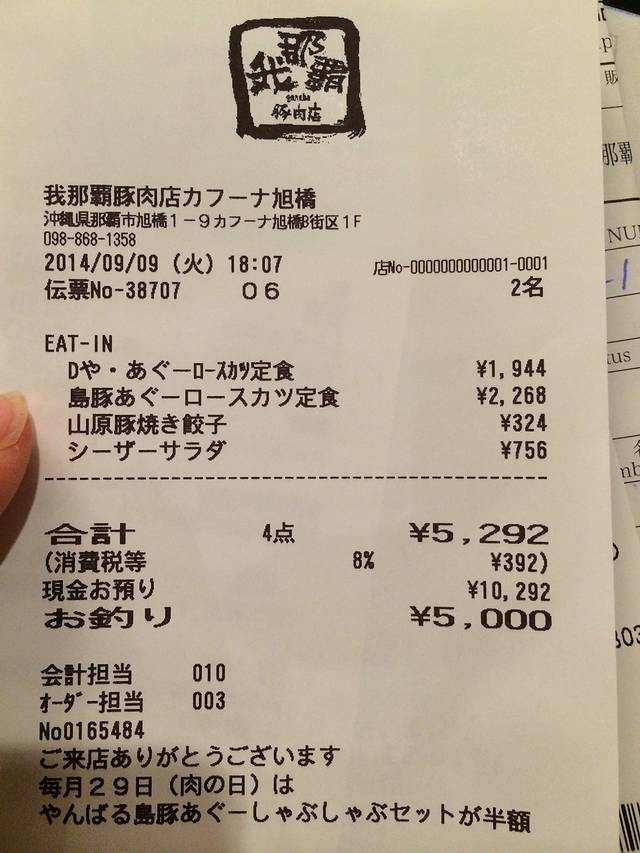 我那覇
ganaha
豚肉店
我那覇豚肉店カフーナ旭橋
沖縄県那覇市旭橋1-9カフーナ旭橋B街区1F
098-868-1358
2014/09/09 (火) 18:07 店No-0000000000001-0001
伝票No-38707 06 2名
EAT-IN
Dや・あぐーロースカツ定食 ¥1,944
島豚あぐーロースカツ定食 ¥2,268
山原豚焼き餃子 ¥324
シーザーサラダ ¥756
合計 4点 ¥5,292
(消費税等 8% ¥392)
現金お預り ¥10,292
お釣り ¥5,000
会計担当 010
オーダー担当 003
No0165484
ご来店ありがとうございます
毎月29日(肉の日)は
やんばる島豚あぐーしゃぶしゃぶセットが半額
販
那覇